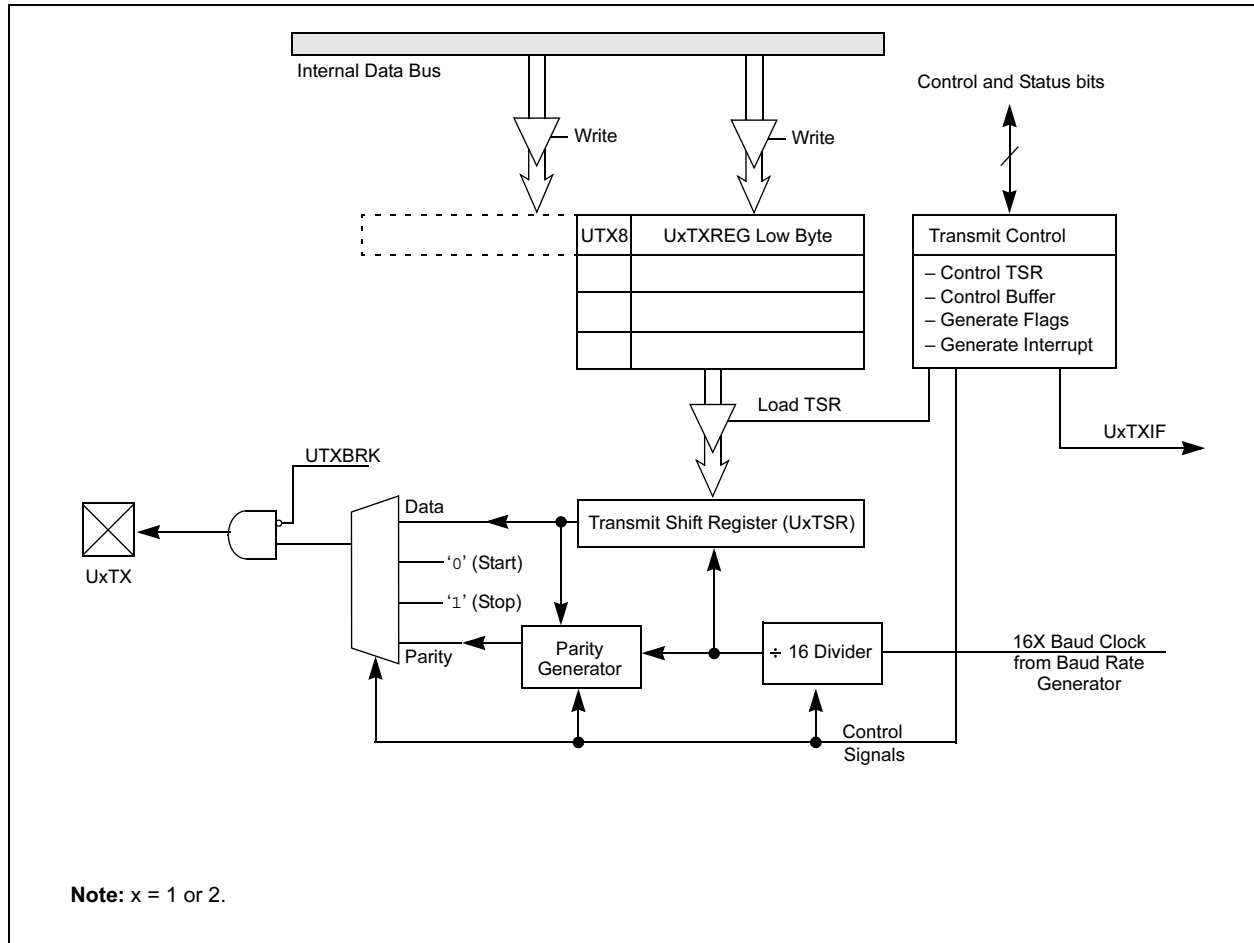 Internal Data Bus
Control and Status bits
Write
Write
UTX8
UxTXREG Low Byte
Transmit Control
– Control TSR
– Control Buffer
– Generate Flags
– Generate Interrupt
Load TSR
UxTXIF
UTXBRK
Data
Transmit Shift Register (UxTSR)
UxTX
‘0’ (Start)
‘1’ (Stop)
Parity
Parity
Generator
÷ 16 Divider
16X Baud Clock
from Baud Rate
Generator
Control
Signals
Note: x = 1 or 2.